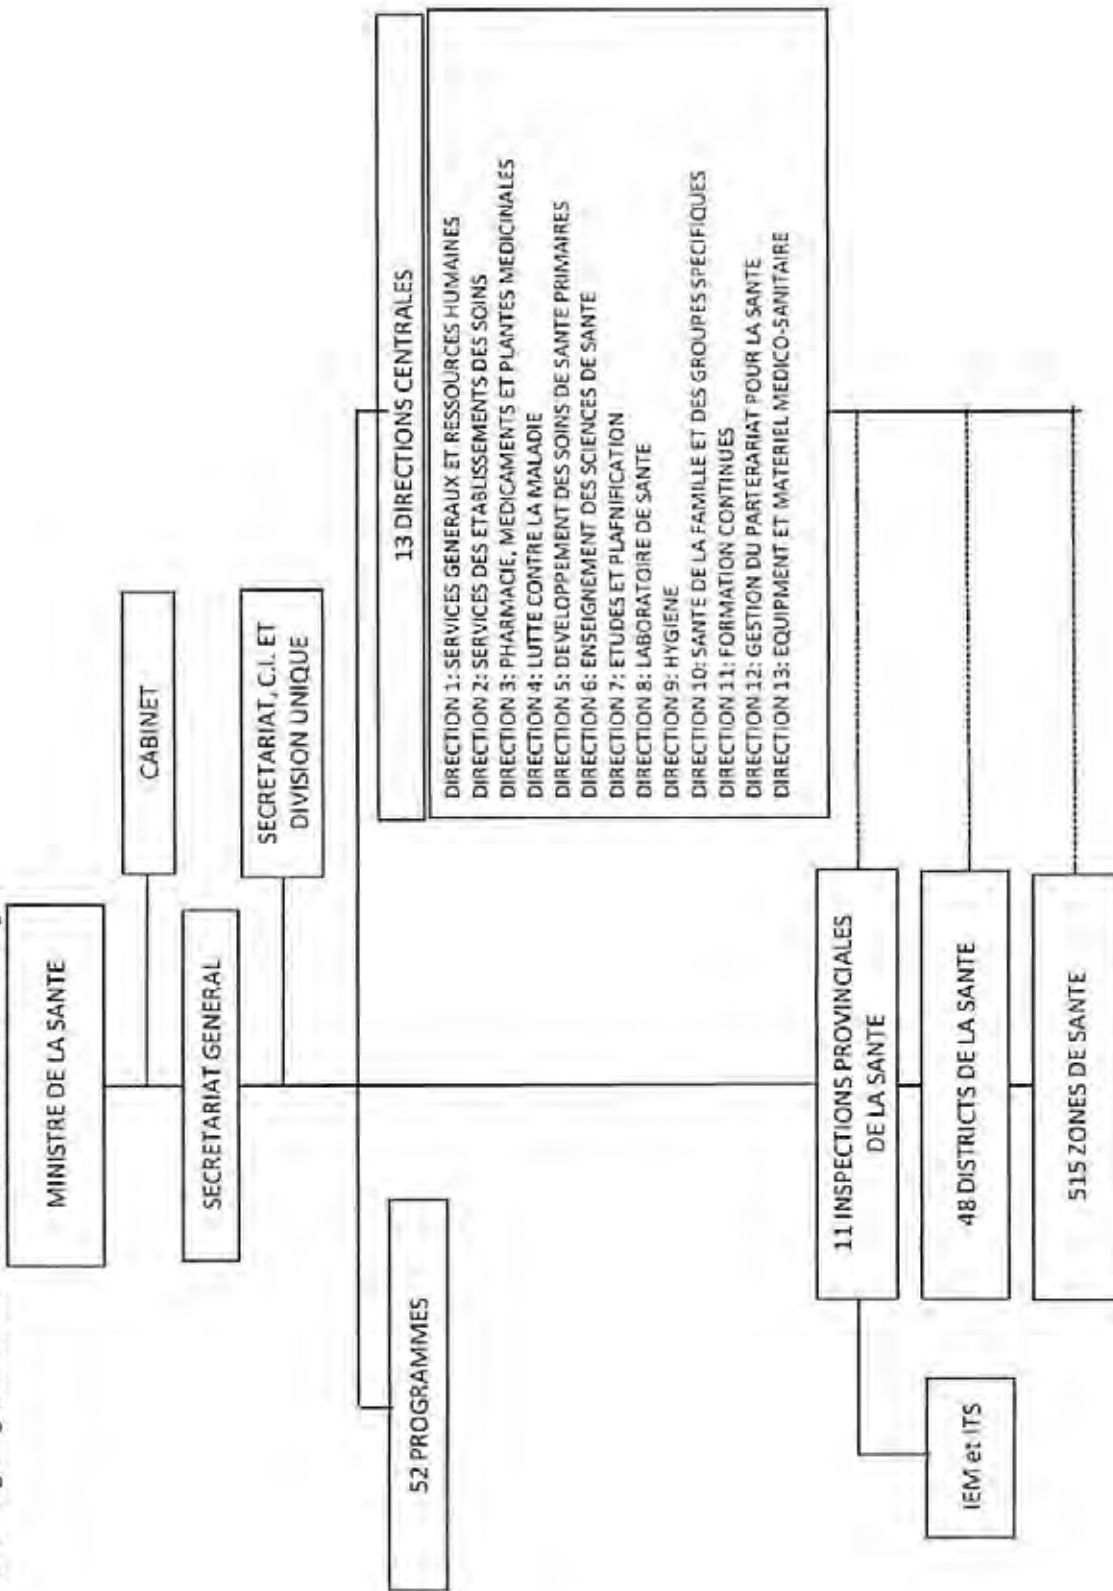 MINISTRE DE LA SANTE
CABINET
SECRETARIAT GENERAL
SECRETARIAT, C.I. ET
DIVISION UNIQUE
52 PROGRAMMES
13 DIRECTIONS CENTRALES
DIRECTION 1: SERVICES GENERAUX ET RESSOURCES HUMAINES
DIRECTION 2: SERVICES DES ETABLISSEMENTS DES SOINS
DIRECTION 3: PHARMACIE, MEDICAMENTS ET PLANTES MEDICINALES
DIRECTION 4: LUTTE CONTRE LA MALADIE
DIRECTION 5: DEVELOPPEMENT DES SOINS DE SANTE PRIMAIRES
DIRECTION 6: ENSEIGNEMENT DES SCIENCES DE SANTE
DIRECTION 7: ETUDES ET PLAFNIFICATION
DIRECTION 8: LABORATOIRE DE SANTE
DIRECTION 9: HYGIENE
DIRECTION 10: SANTE DE LA FAMILLE ET DES GROUPES SPECIFIQUES
DIRECTION 11: FORMATION CONTINUES
DIRECTION 12: GESTION DU PARTERARIAT POUR LA SANTE
DIRECTION 13: EQUIPMENT ET MATERIEL MEDICO-SANITAIRE
11 INSPECTIONS PROVINCIALES
DE LA SANTE
IEM et ITS
48 DISTRICTS DE LA SANTE
515 ZONES DE SANTE